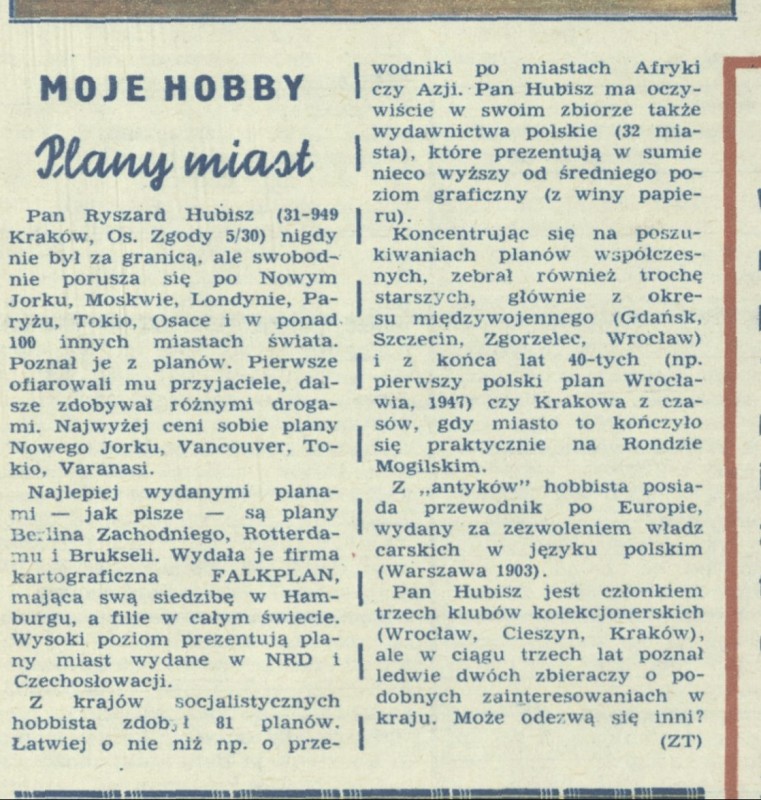 MOJE HOBBY
Plany miast
Pan Ryszard Hubisz (31-949
Kraków, Os. Zgody 5/30) nigdy
nie był za granicą, ale swobod-
nie porusza się po Nowym
Jorku, Moskwie, Londynie, Pa-
ryżu, Tokio, Osace i w ponad
100 innych miastach świata.
Poznał je z planów. Pierwsze
ofiarowali mu przyjaciele, dal-
sze zdobywał różnymi droga-
mi. Najwyżej ceni sobie plany
Nowego Jorku, Vancouver, To-
kio, Varanasi.
Najlepiej wydanymi plana-
mi — jak pisze — są plany
Berlina Zachodniego, Rotterda-
mu i Brukseli. Wydała je firma
kartograficzna FALKPLAN,
mająca swą siedzibę w Ham-
burgu, a filie w całym świecie.
Wysoki poziom prezentują pla-
ny miast wydane w NRD i
Czechosłowacji.
Z krajów socjalistycznych
hobbista zdobył 81 planów.
Łatwiej o nie niż np. o prze-
wodniki po miastach Afryki
czy Azji. Pan Hubisz ma oczy-
wiście w swoim zbiorze także
wydawnictwa polskie (32 mia-
sta), które prezentują w sumie
nieco wyższy od średniego po-
ziom graficzny (z winy papie-
ru).
Koncentrując się na poszu-
kiwaniach planów współczes-
nych, zebrał również trochę
starszych, głównie z okre-
su międzywojennego (Gdańsk,
Szczecin, Zgorzelec, Wrocław)
i z końca lat 40-tych (np.
pierwszy polski plan Wrocła-
wia, 1947) czy Krakowa z cza-
sów, gdy miasto to kończyło
się praktycznie na Rondzie
Mogilskim.
Z „antyków" hobbista posia-
da przewodnik po Europie,
wydany za zezwoleniem władz
carskich w języku polskim
(Warszawa 1903).
Pan Hubisz jest członkiem
trzech klubów kolekcjonerskich
(Wrocław, Cieszyn, Kraków),
ale w ciągu trzech lat poznał
ledwie dwóch zbieraczy o po-
dobnych zainteresowaniach w
kraju. Może odezwą się inni?
(ZT)